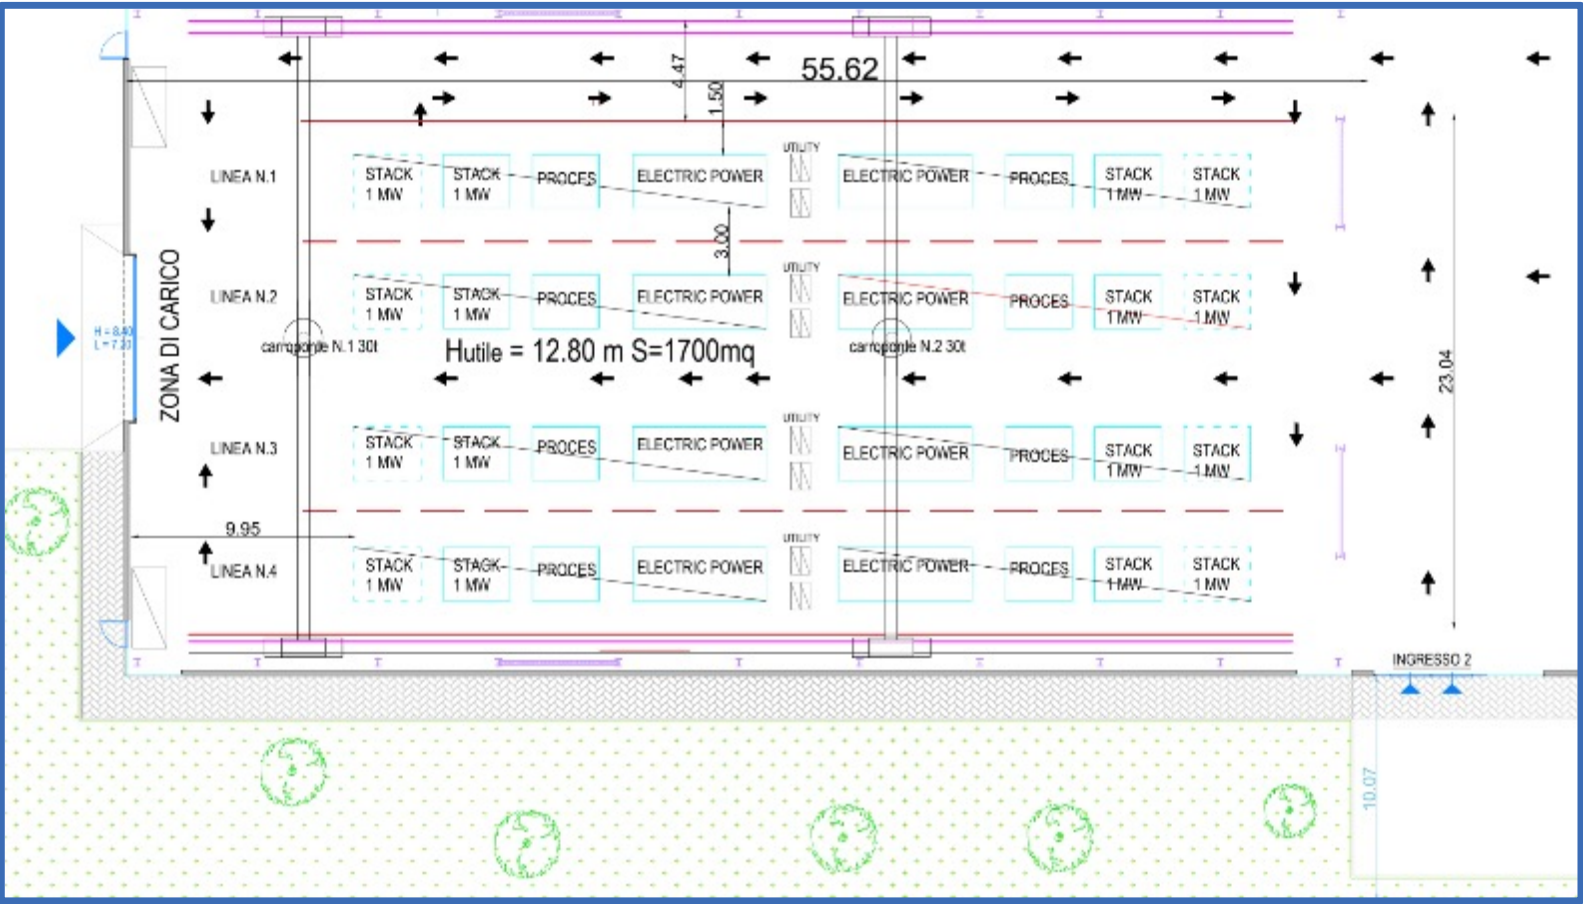 55.62
4.47
1.50
UTILITY
LINEA N.1
STACK
1 MW
STACK
1 MW
PROCES
ELECTRIC POWER
ELECTRIC POWER
PROCES
STACK
1 MW
STACK
1 MW
3.00
ZONA DI CARICO
UTILITY
LINEA N.2
STACK
1 MW
STACK
1 MW
PROCES
ELECTRIC POWER
ELECTRIC POWER
PROCES
STACK
1 MW
STACK
1 MW
H = 8.40
carroponte N.1 30t
Hutile = 12.80 m S=1700mq
carroponte N.2 30t
23.04
UTILITY
LINEA N.3
STACK
1 MW
STACK
1 MW
PROCES
ELECTRIC POWER
ELECTRIC POWER
PROCES
STACK
1 MW
STACK
1 MW
9.95
UTILITY
LINEA N.4
STACK
1 MW
STACK
1 MW
PROCES
ELECTRIC POWER
ELECTRIC POWER
PROCES
STACK
1 MW
STACK
1 MW
INGRESSO 2
10.07